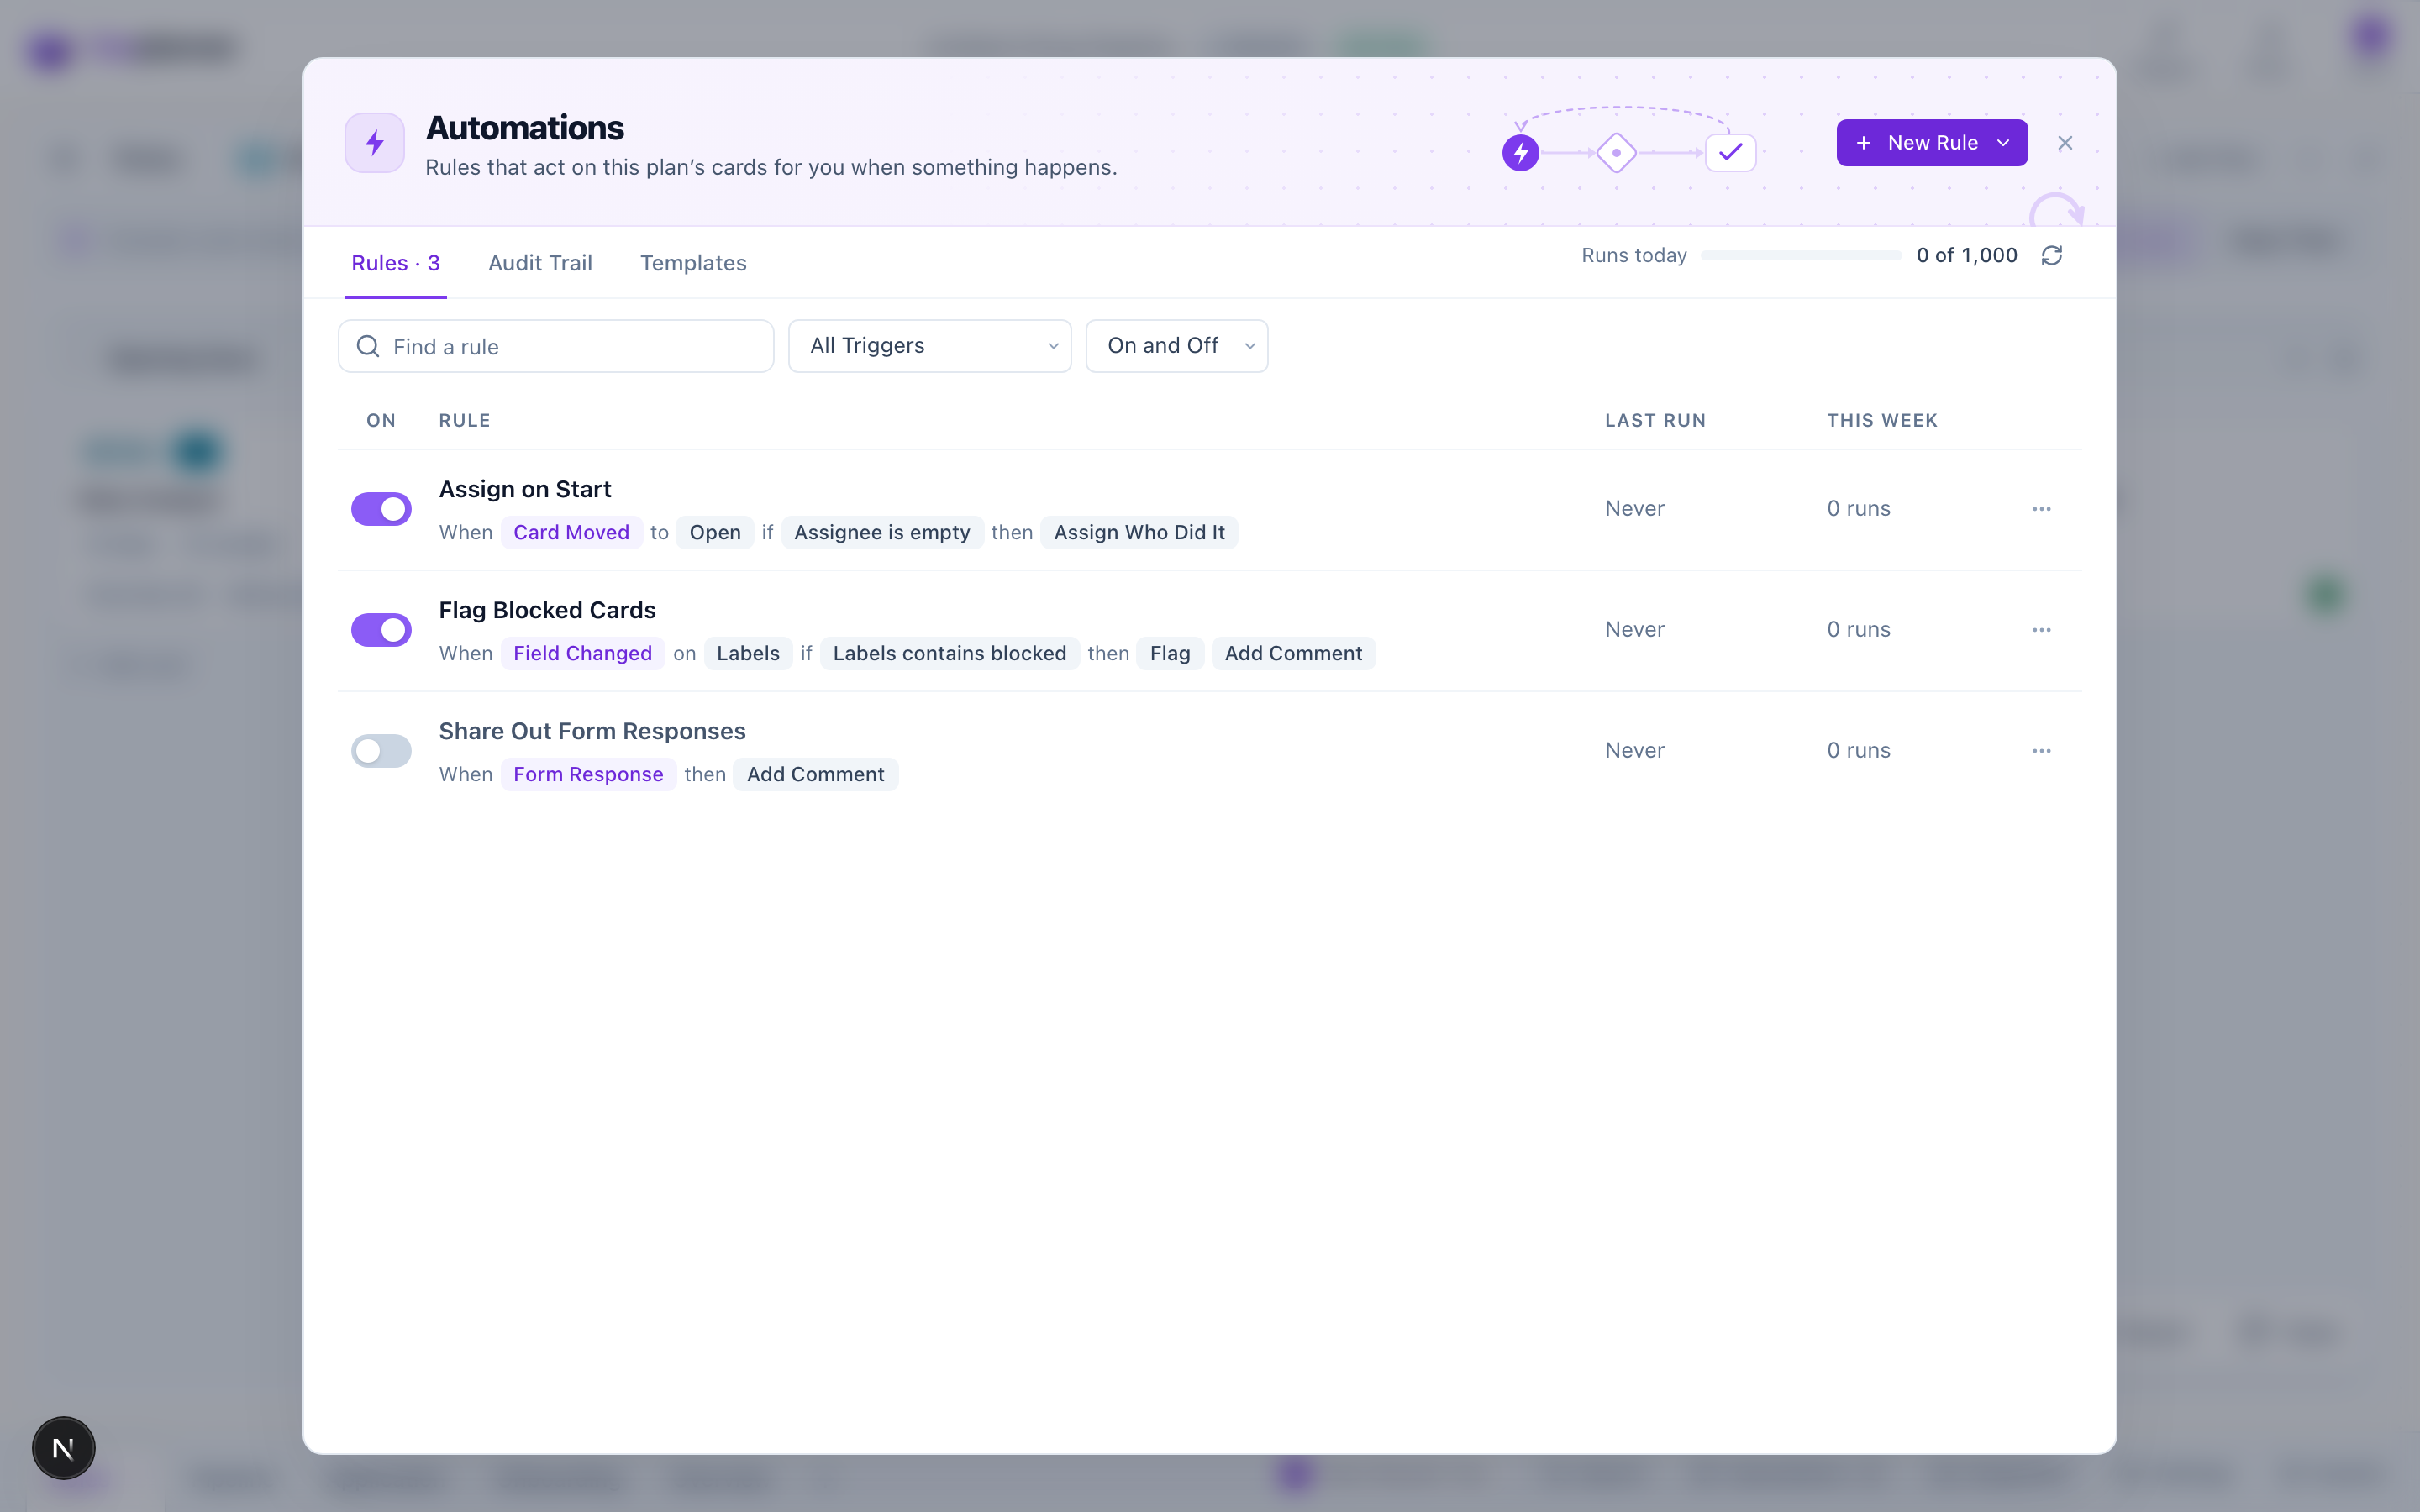 Automations
Rules that act on this plan’s cards for you when something happens.
New Rule
Rules · 3
Audit Trail
Templates
Runs today
0 of 1,000
Find a rule
All Triggers
On and Off
ON
RULE
LAST RUN
THIS WEEK
Assign on Start
When Card Moved to Open if Assignee is empty then Assign Who Did It
Never
0 runs
Flag Blocked Cards
When Field Changed on Labels if Labels contains blocked then Flag Add Comment
Never
0 runs
Share Out Form Responses
When Form Response then Add Comment
Never
0 runs
N